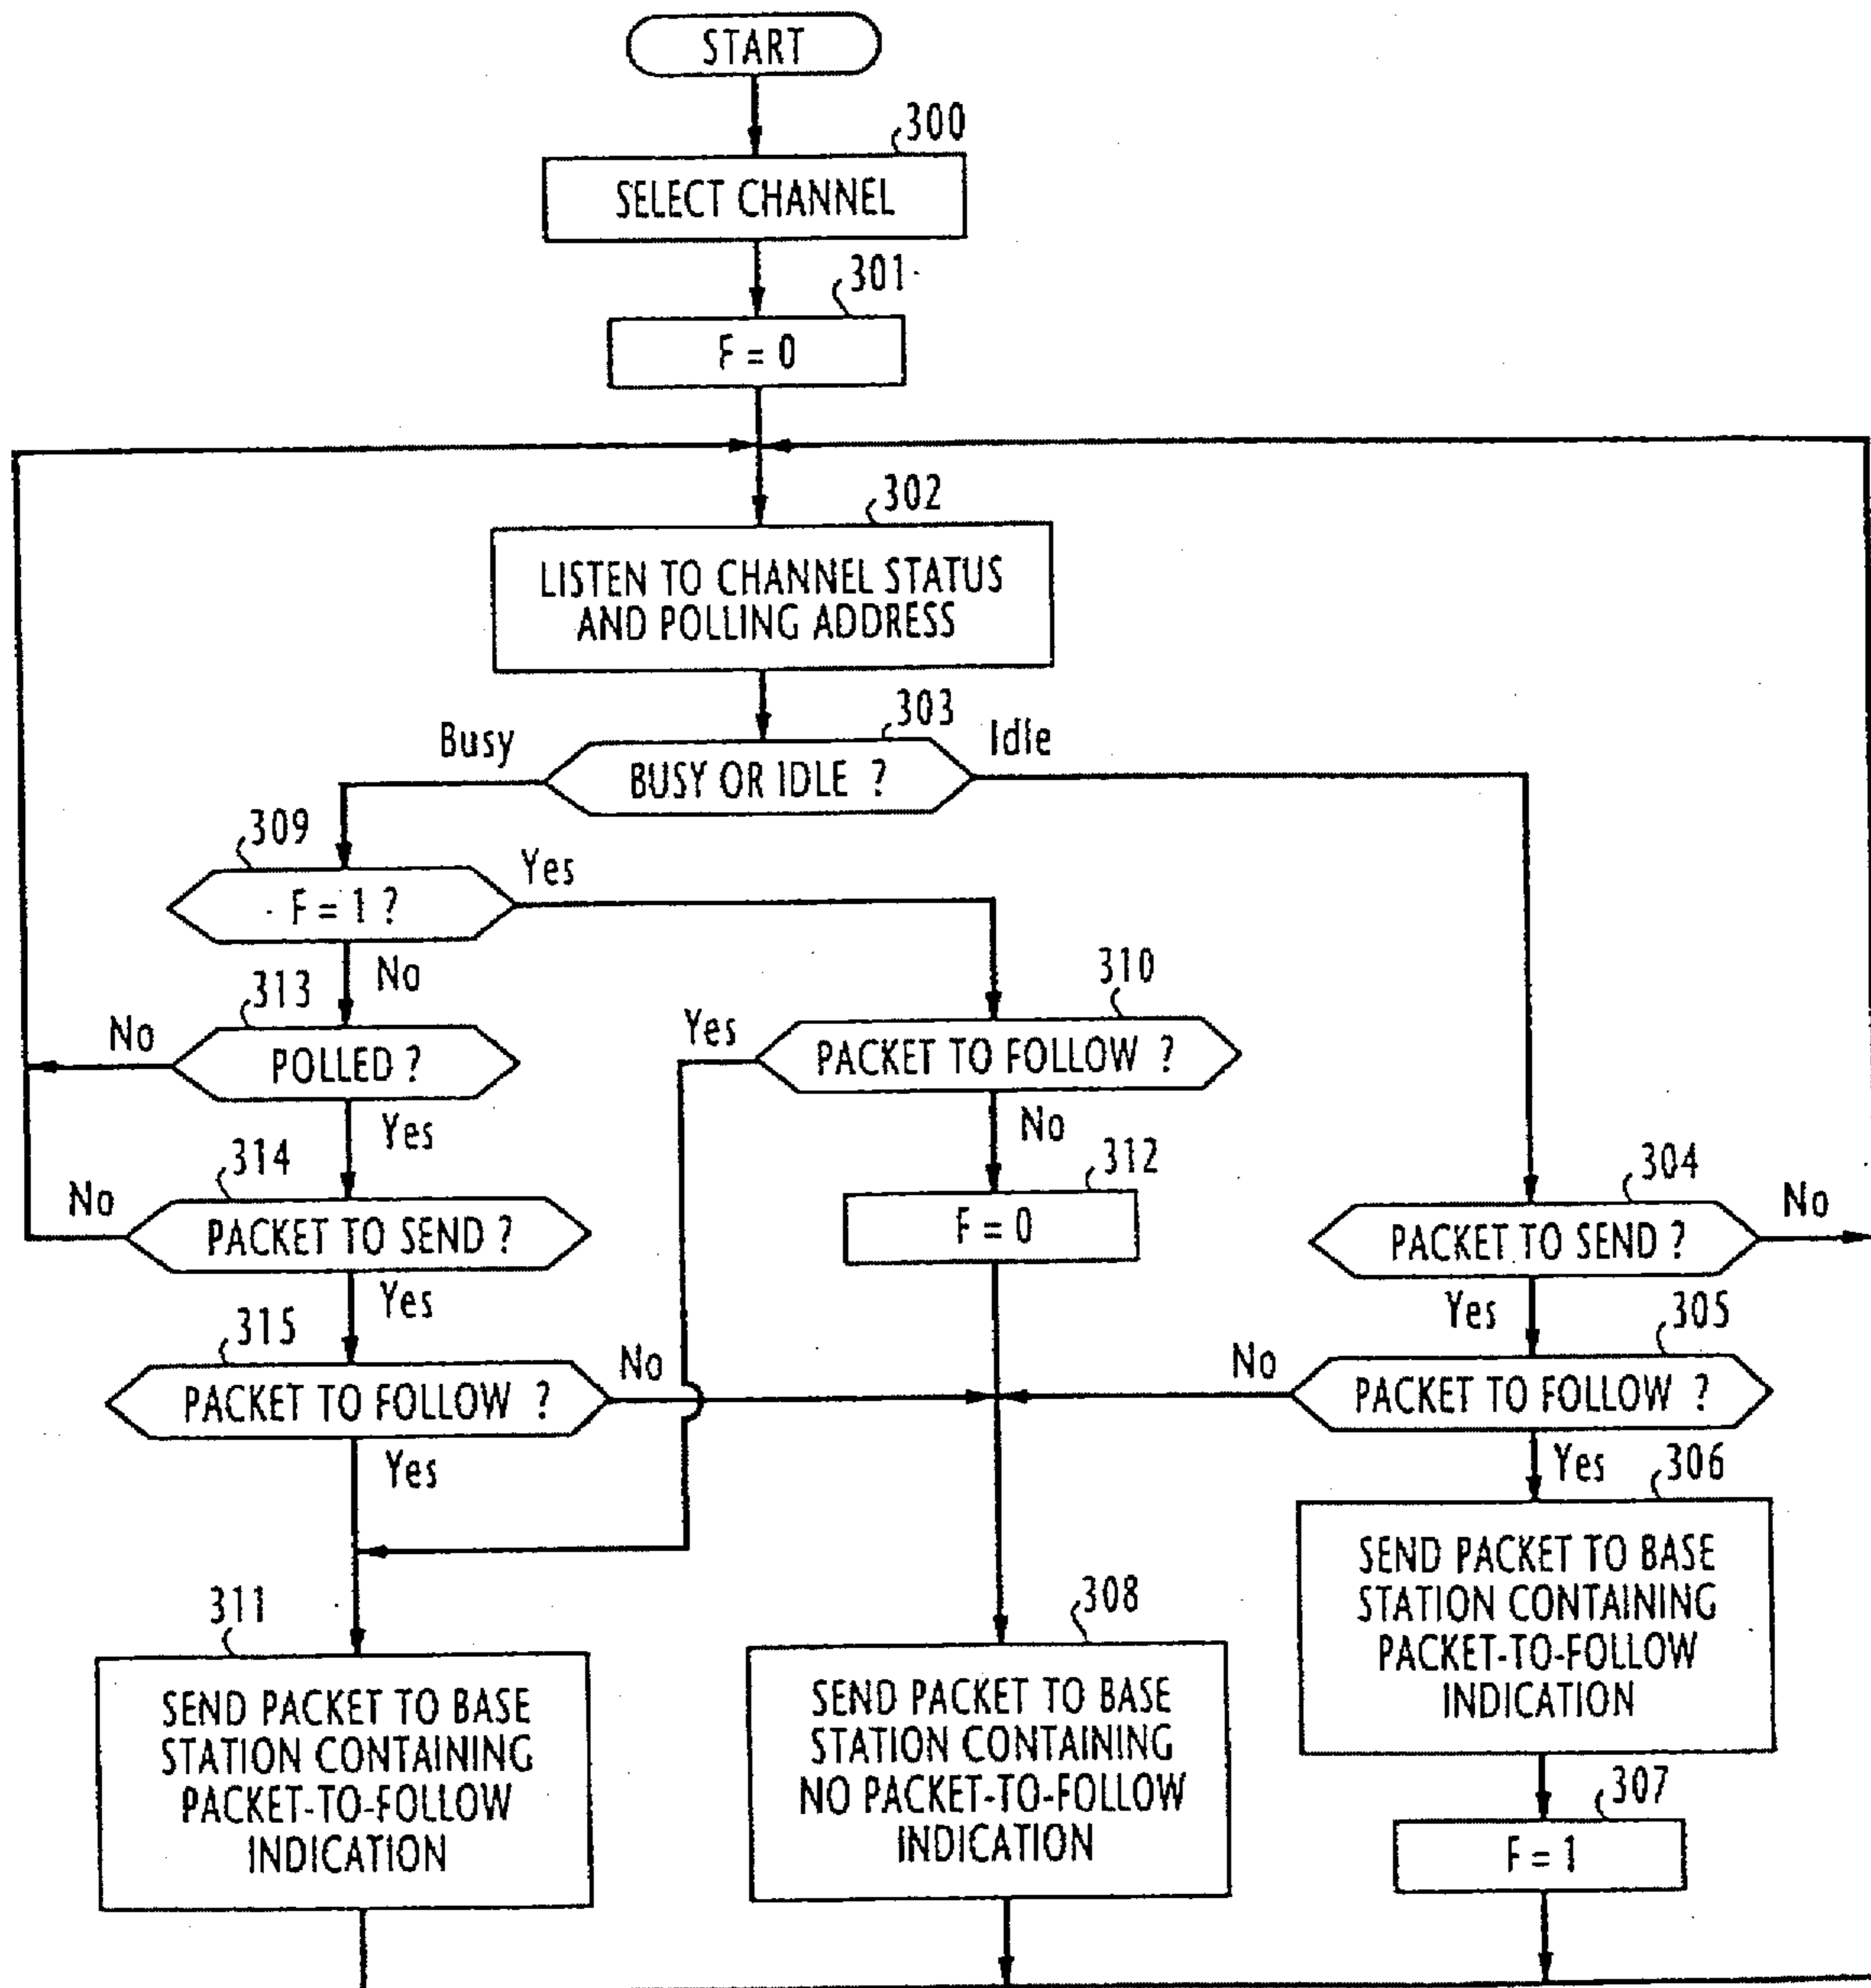 START
300
SELECT CHANNEL
301
F = 0
302
LISTEN TO CHANNEL STATUS
AND POLLING ADDRESS
303
Busy
Idle
BUSY OR IDLE ?
309
Yes
F = 1 ?
No
313
310
No
POLLED ?
Yes
PACKET TO FOLLOW ?
Yes
No
314
312
304
No
PACKET TO SEND ?
F = 0
PACKET TO SEND ?
No
Yes
Yes
315
305
PACKET TO FOLLOW ?
No
No
PACKET TO FOLLOW ?
Yes
Yes
306
SEND PACKET TO BASE
STATION CONTAINING
PACKET-TO-FOLLOW
INDICATION
311
SEND PACKET TO BASE
STATION CONTAINING
PACKET-TO-FOLLOW
INDICATION
308
SEND PACKET TO BASE
STATION CONTAINING
NO PACKET-TO-FOLLOW
INDICATION
307
F = 1